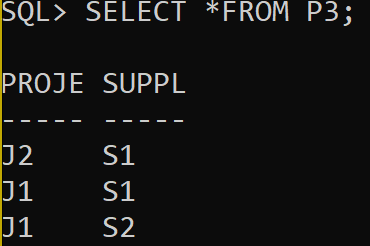 SQL> SELECT *FROM P3;
PROJE SUPPL
----- -----
J2    S1
J1    S1
J1    S2